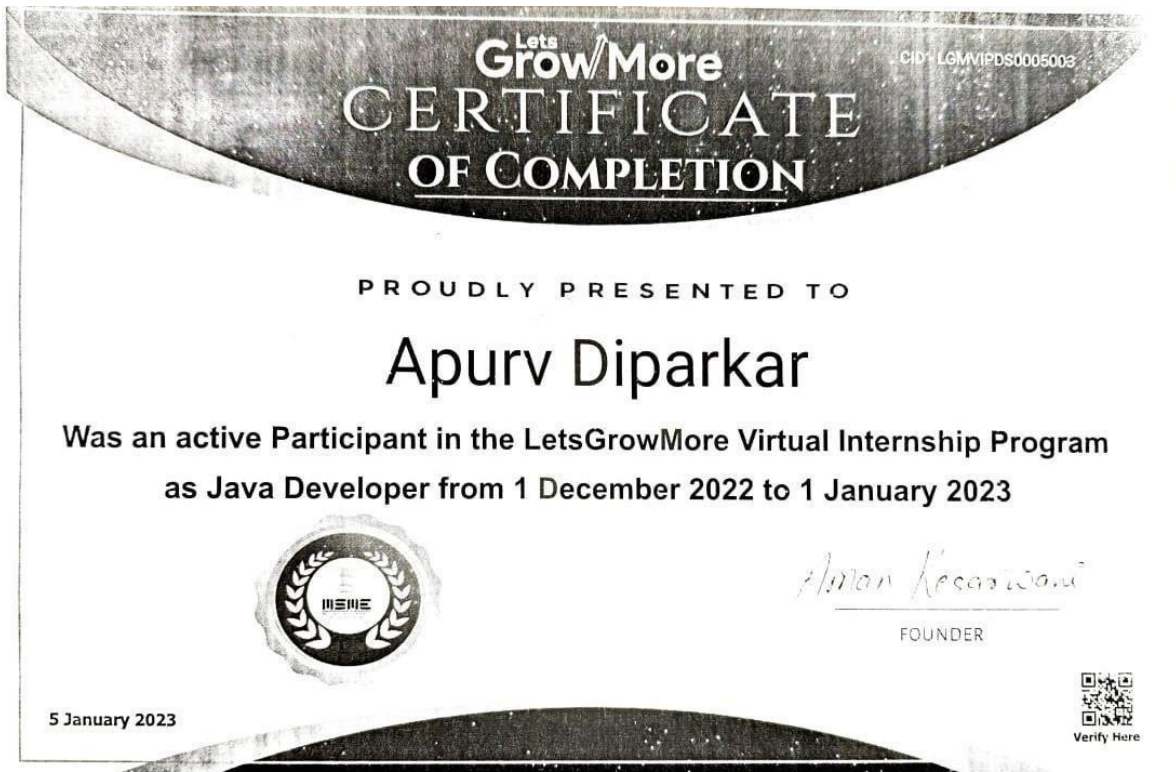 Lets
GrowMore
CID - LGMVIPDS0005003
CERTIFICATE
OF COMPLETION
PROUDLY PRESENTED TO
Apurv Diparkar
Was an active Participant in the LetsGrowMore Virtual Internship Program
as Java Developer from 1 December 2022 to 1 January 2023
MSME
Aman Kesarwani
FOUNDER
5 January 2023
Verify Here